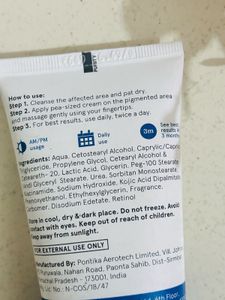 How to use:
Step 1. Cleanse the affected area and pat dry.
Step 2. Apply pea-sized cream on the pigmented area
and massage gently using your fingertips.
Step 3. For best results, use daily, twice a day.
AM/PM
usage
Daily
use
3m
See best
results in
3 months
Ingredients: Aqua, Cetostearyl Alcohol, Caprylic/Capric
Triglyceride, Propylene Glycol, Cetearyl Alcohol &
Ceteareth- 20, Lactic Acid, Glycerin, Peg-100 Stearate
and Glyceryl Stearate, Urea, Sorbitan Monostearate
Niacinamide, Sodium Hydroxide, Kojic Acid Dipalmitate
Phenoxyethanol, Ethylhexylglycerin, Fragrance,
Carbomer, Disodium Edetate, Retinol
Store in cool, dry & dark place. Do not freeze. Avoid
contact with eyes. Keep out of reach of children.
Keep away from sunlight.
FOR EXTERNAL USE ONLY
Manufactured By: Pontika Aerotech Limited, Vill. Johron
Puruwala, Nahan Road, Paonta Sahib, Dist-
Himachal Pradesh - 173001, India
Lic No.: N-COS/18/47
4th Floor,